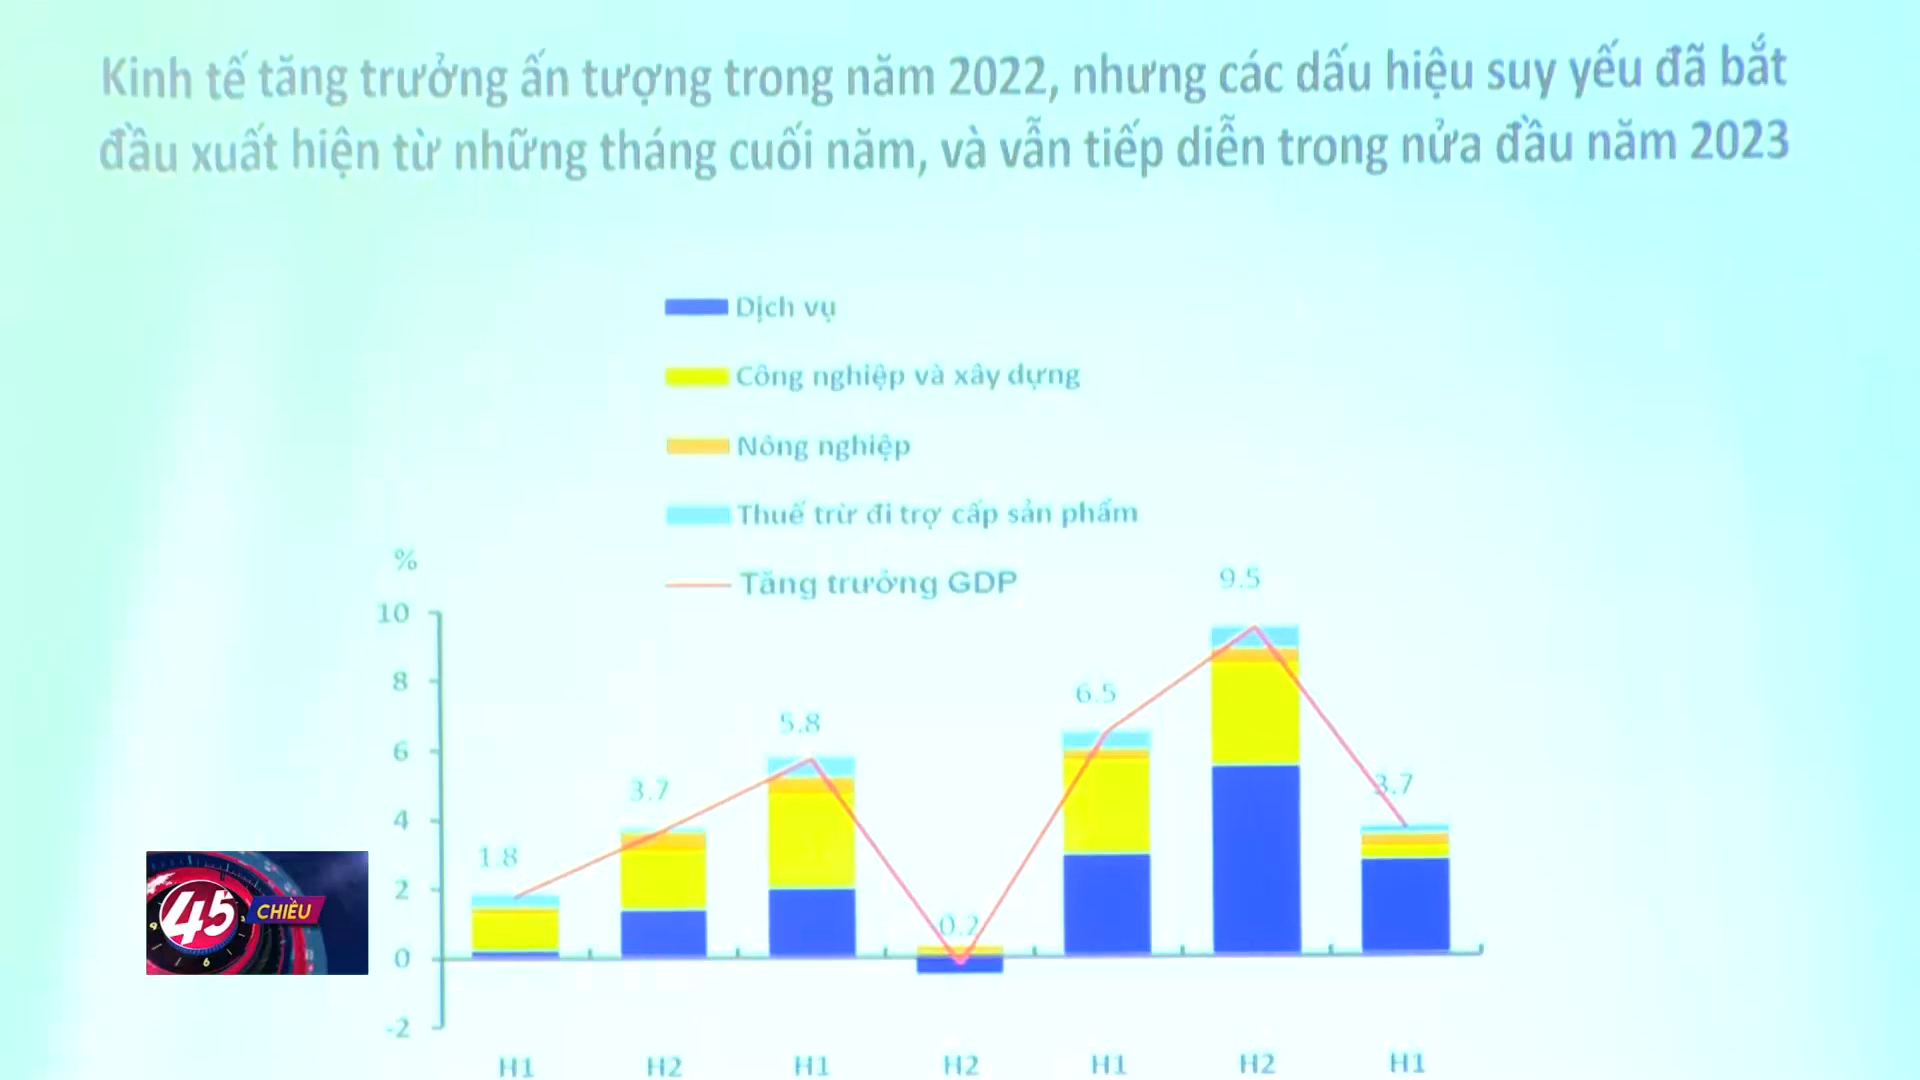 Kinh tế tăng trưởng ấn tượng trong năm 2022, nhưng các dấu hiệu suy yếu đã bắt
đầu xuất hiện từ những tháng cuối năm, và vẫn tiếp diễn trong nửa đầu năm 2023
Dịch vụ
Công nghiệp và xây dựng
Nông nghiệp
Thuế trừ đi trợ cấp sản phẩm
Tăng trưởng GDP
%
10
8
6
4
2
0
-2
1.8
3.7
5.8
0.2
6.5
9.5
3.7
H1 H2 H1 H2 H1 H2 H1
45 CHIỀU
9 3
6